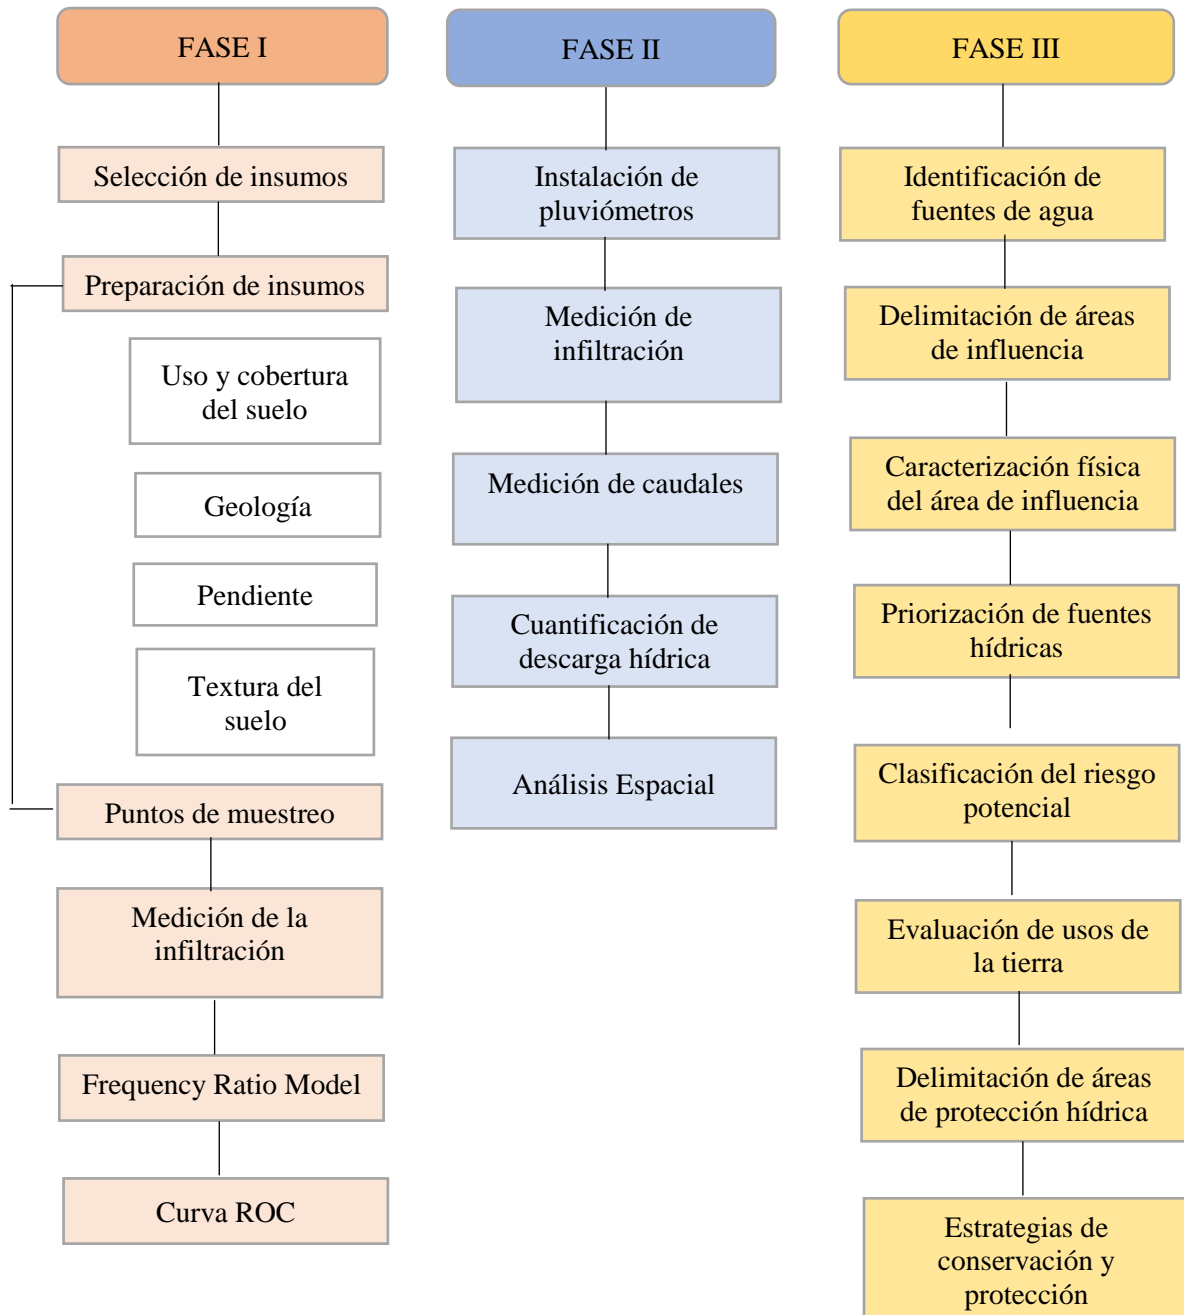 FASE I
Selección de insumos
Preparación de insumos
Uso y cobertura
del suelo
Geología
Pendiente
Textura del
suelo
Puntos de muestreo
Medición de la
infiltración
Frequency Ratio Model
Curva ROC
FASE II
Instalación de
pluviómetros
Medición de
infiltración
Medición de caudales
Cuantificación de
descarga hídrica
Análisis Espacial
FASE III
Identificación de
fuentes de agua
Delimitación de áreas
de influencia
Caracterización física
del área de influencia
Priorización de fuentes
hídricas
Clasificación del riesgo
potencial
Evaluación de usos de
la tierra
Delimitación de áreas
de protección hídrica
Estrategias de
conservación y
protección